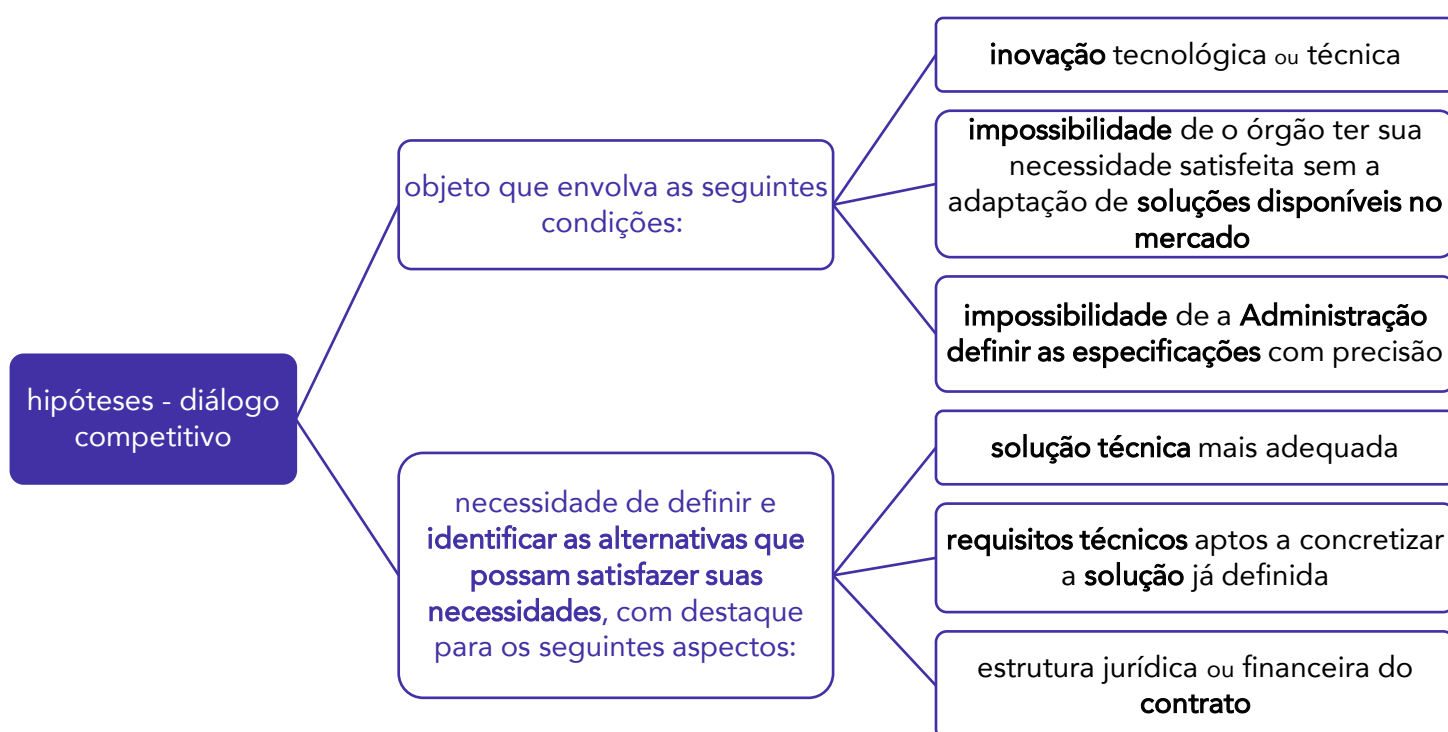 hipóteses - diálogo
competitivo
objeto que envolva as seguintes
condições:
inovação tecnológica ou técnica
impossibilidade de o órgão ter sua
necessidade satisfeita sem a
adaptação de soluções disponíveis no
mercado
impossibilidade de a Administração
definir as especificações com precisão
necessidade de definir e
identificar as alternativas que
possam satisfazer suas
necessidades, com destaque
para os seguintes aspectos:
solução técnica mais adequada
requisitos técnicos aptos a concretizar
a solução já definida
estrutura jurídica ou financeira do
contrato